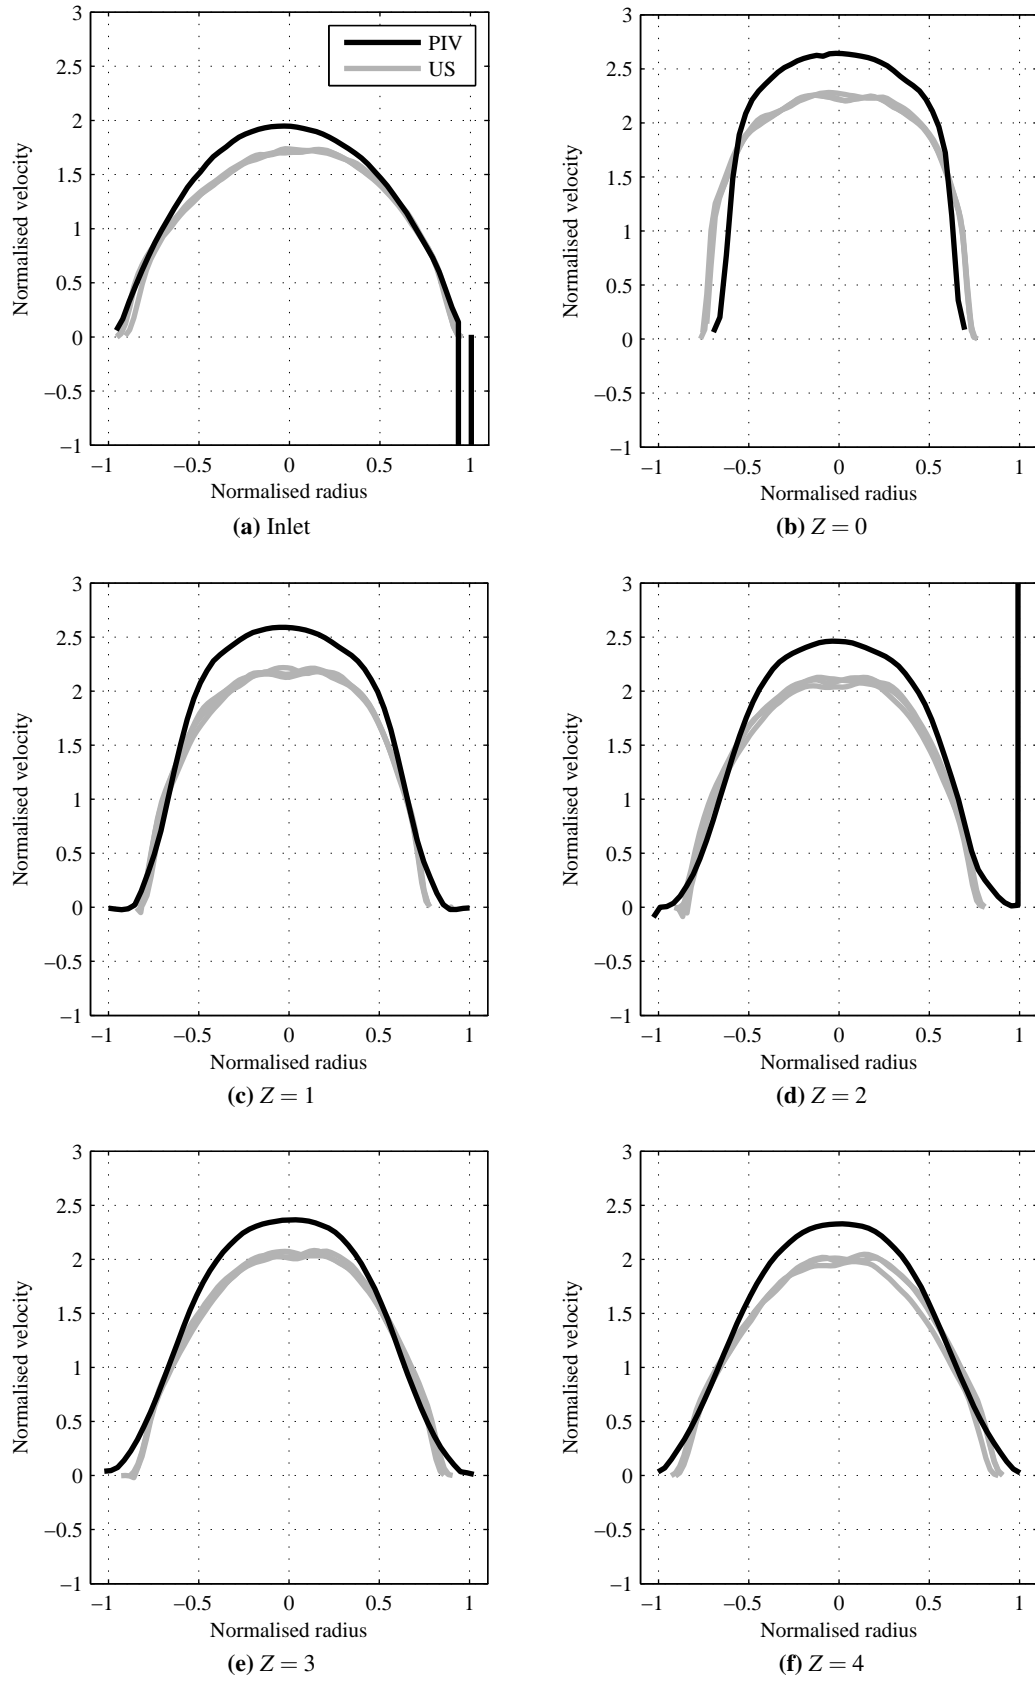 3
2.5
2
1.5
1
0.5
0
−0.5
−1
Normalised velocity
PIV
US
−1 −0.5 0 0.5 1
Normalised radius
(a) Inlet
3
2.5
2
1.5
1
0.5
0
−0.5
−1
Normalised velocity
−1 −0.5 0 0.5 1
Normalised radius
(b) Z = 0
3
2.5
2
1.5
1
0.5
0
−0.5
−1
Normalised velocity
−1 −0.5 0 0.5 1
Normalised radius
(c) Z = 1
3
2.5
2
1.5
1
0.5
0
−0.5
−1
Normalised velocity
−1 −0.5 0 0.5 1
Normalised radius
(d) Z = 2
3
2.5
2
1.5
1
0.5
0
−0.5
−1
Normalised velocity
−1 −0.5 0 0.5 1
Normalised radius
(e) Z = 3
3
2.5
2
1.5
1
0.5
0
−0.5
−1
Normalised velocity
−1 −0.5 0 0.5 1
Normalised radius
(f) Z = 4